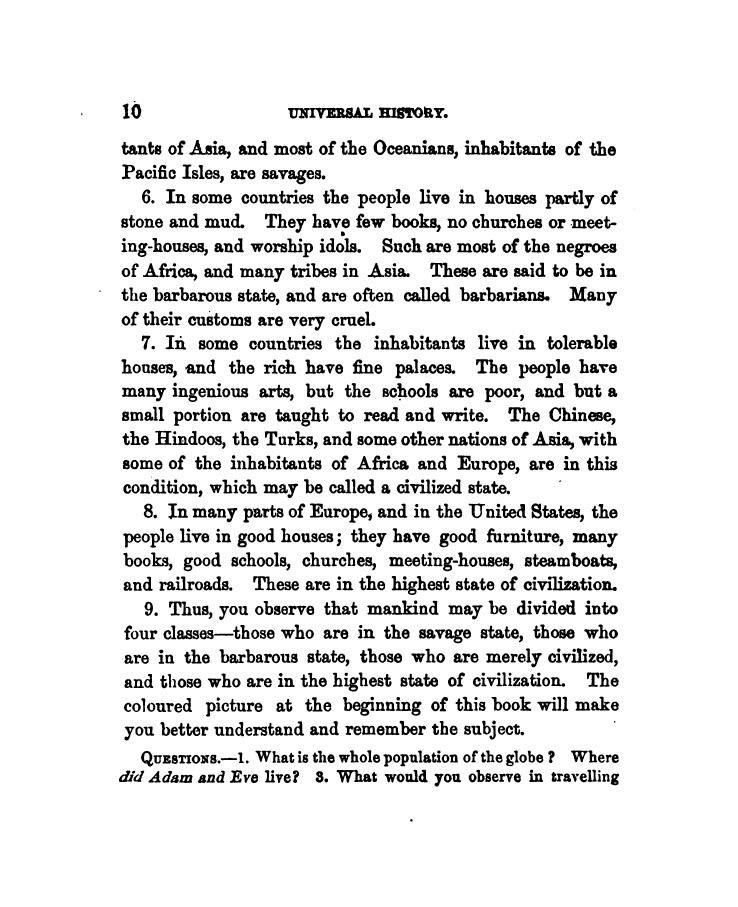 10 UNIVERSAL HISTORY.
tants of Asia, and most of the Oceanians, inhabitants of the
Pacific Isles, are savages.
6. In some countries the people live in houses partly of
stone and mud. They have few books, no churches or meet-
ing-houses, and worship idols. Such are most of the negroes
of Africa, and many tribes in Asia. These are said to be in
the barbarous state, and are often called barbarians. Many
of their customs are very cruel.
7. In some countries the inhabitants live in tolerable
houses, and the rich have fine palaces. The people have
many ingenious arts, but the schools are poor, and but a
small portion are taught to read and write. The Chinese,
the Hindoos, the Turks, and some other nations of Asia, with
some of the inhabitants of Africa and Europe, are in this
condition, which may be called a civilized state.
8. In many parts of Europe, and in the United States, the
people live in good houses; they have good furniture, many
books, good schools, churches, meeting-houses, steamboats,
and railroads. These are in the highest state of civilization.
9. Thus, you observe that mankind may be divided into
four classes—those who are in the savage state, those who
are in the barbarous state, those who are merely civilized,
and those who are in the highest state of civilization. The
coloured picture at the beginning of this book will make
you better understand and remember the subject.
QUESTIONS.—1. What is the whole population of the globe? Where
did Adam and Eve live? 3. What would you observe in travelling